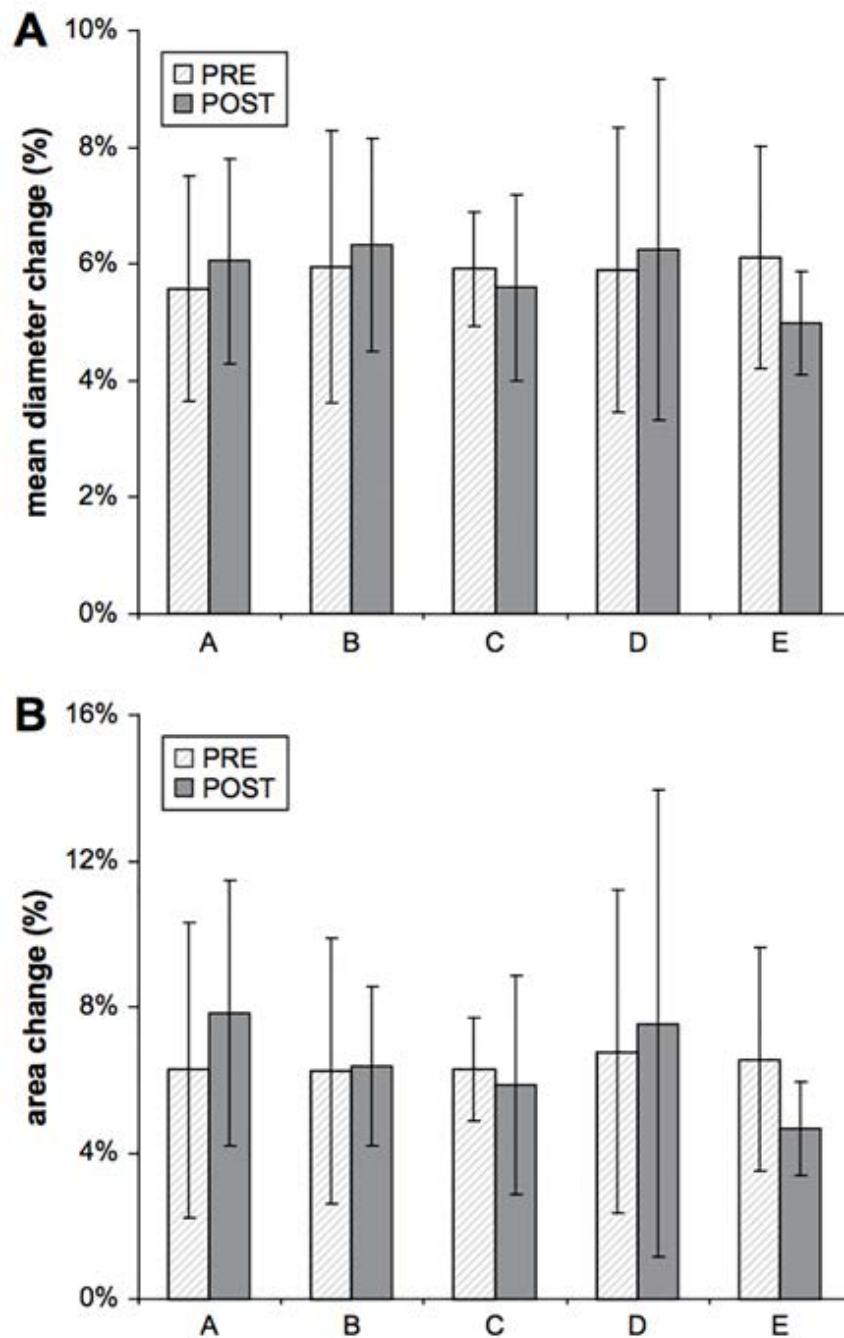 A
10%
PRE
POST
8%
6%
4%
2%
0%
mean diameter change (%)
A B C D E
B
16%
PRE
POST
12%
8%
4%
0%
area change (%)
A B C D E